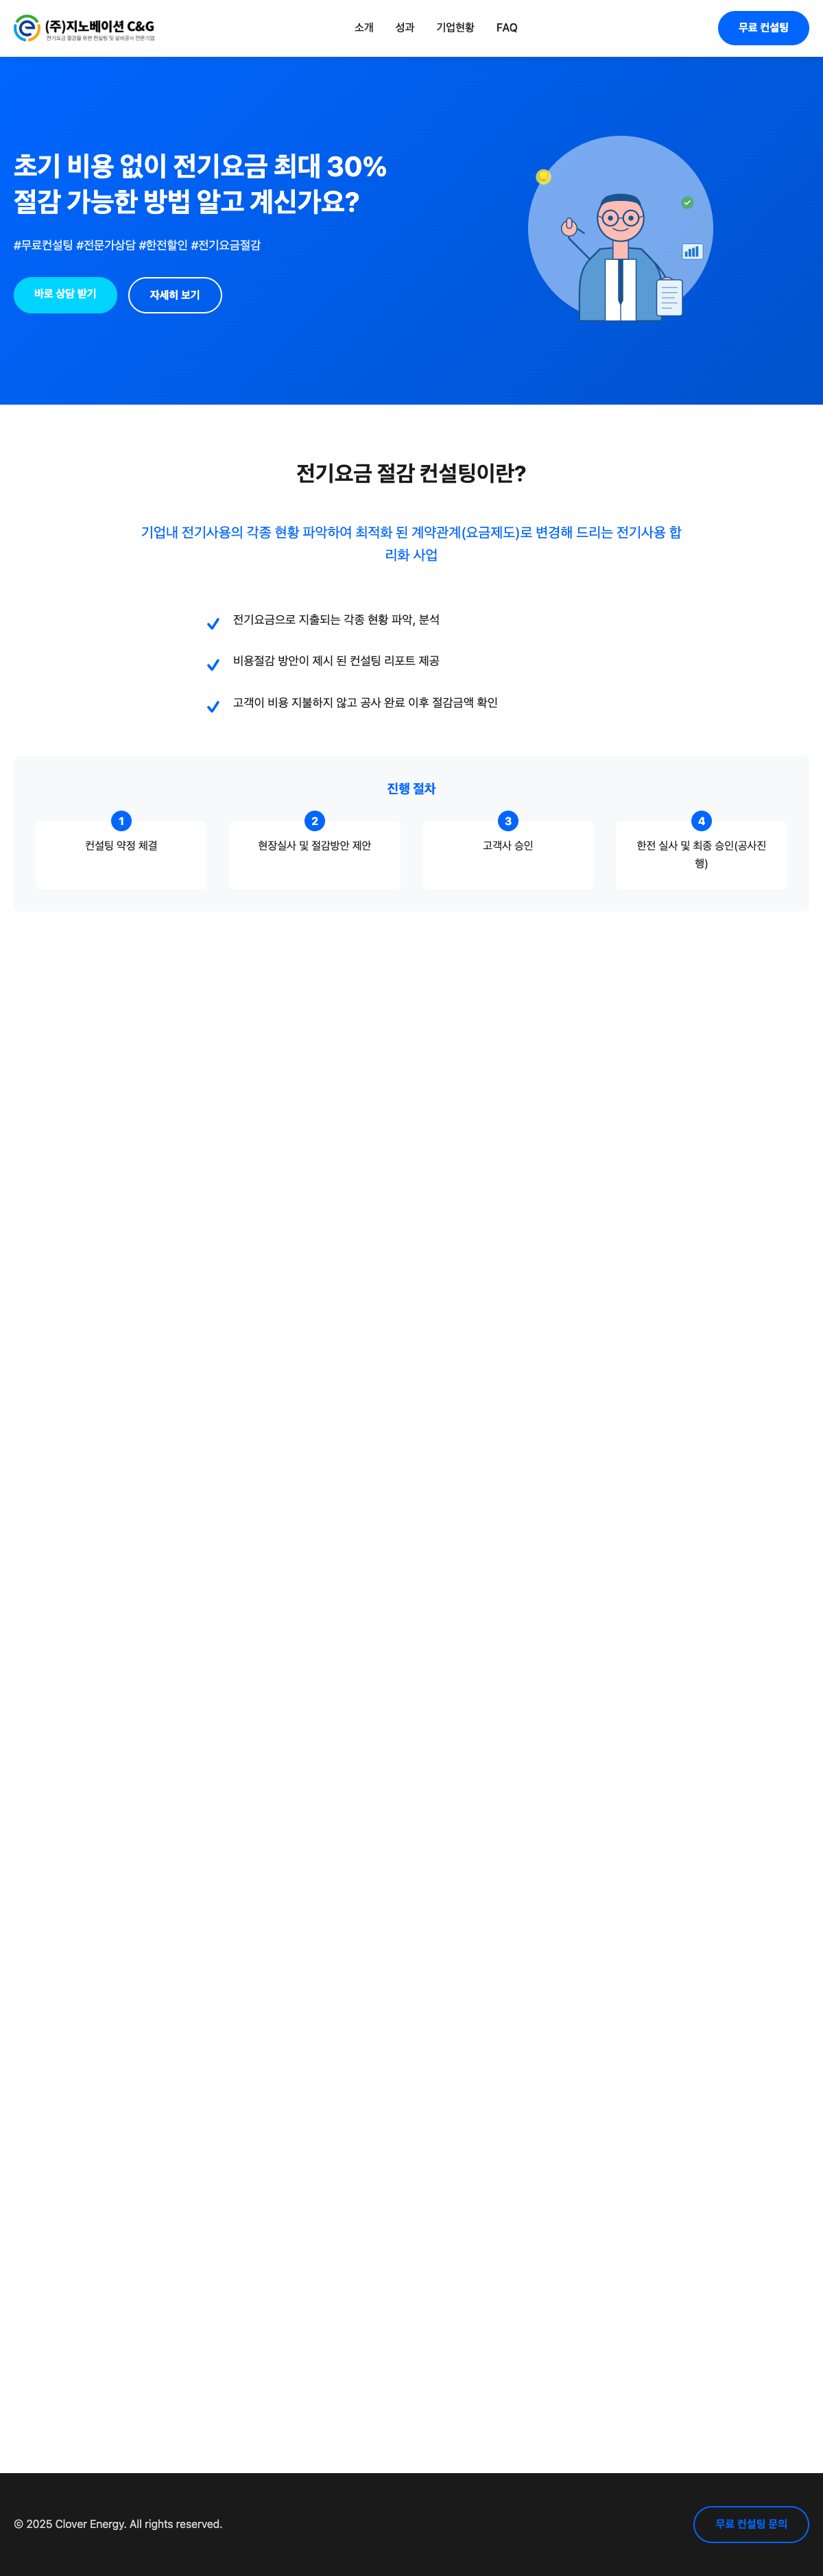 (주)지노베이션 C&G
전기요금 절감을 위한 컨설팅 및 설비공사 전문기업
소개
성과
기업현황
FAQ
무료 컨설팅
초기 비용 없이 전기요금 최대 30%
절감 가능한 방법 알고 계신가요?
#무료컨설팅 #전문가상담 #한전할인 #전기요금절감
바로 상담 받기
자세히 보기
전기요금 절감 컨설팅이란?
기업내 전기사용의 각종 현황 파악하여 최적화 된 계약관계(요금제도)로 변경해 드리는 전기사용 합
리화 사업
전기요금으로 지출되는 각종 현황 파악, 분석
비용절감 방안이 제시 된 컨설팅 리포트 제공
고객이 비용 지불하지 않고 공사 완료 이후 절감금액 확인
진행 절차
1
컨설팅 약정 체결
2
현장실사 및 절감방안 제안
3
고객사 승인
4
한전 실사 및 최종 승인(공사진
행)
© 2025 Clover Energy. All rights reserved.
무료 컨설팅 문의